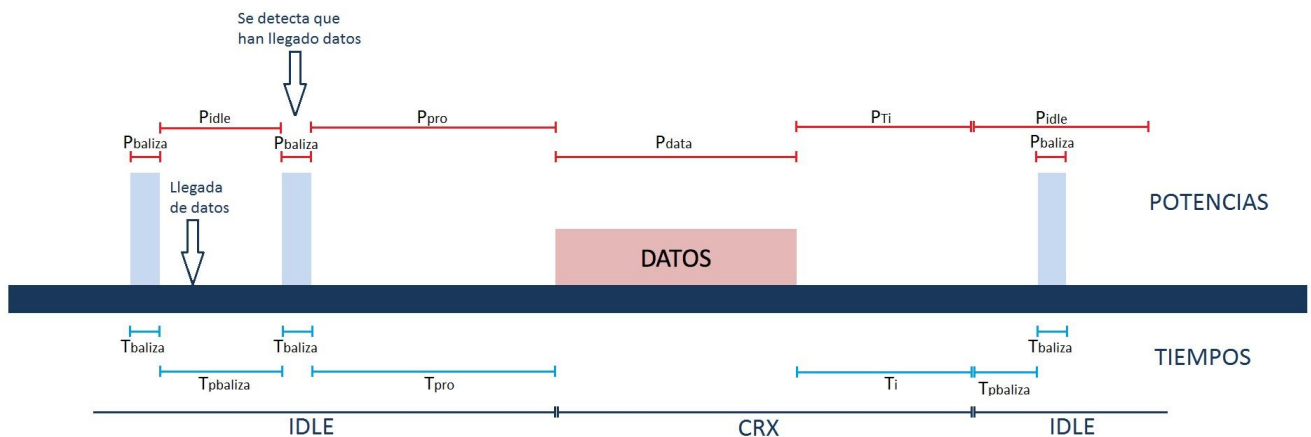 Se detecta que
han llegado datos
Pidle
Ppro
PTi
Pidle
Pbaliza
Pbaliza
Pdata
Pbaliza
Llegada
de datos
POTENCIAS
DATOS
Tbaliza
Tbaliza
Tbaliza
TIEMPOS
Tpbaliza
Tpro
Ti
Tpbaliza
IDLE
CRX
IDLE